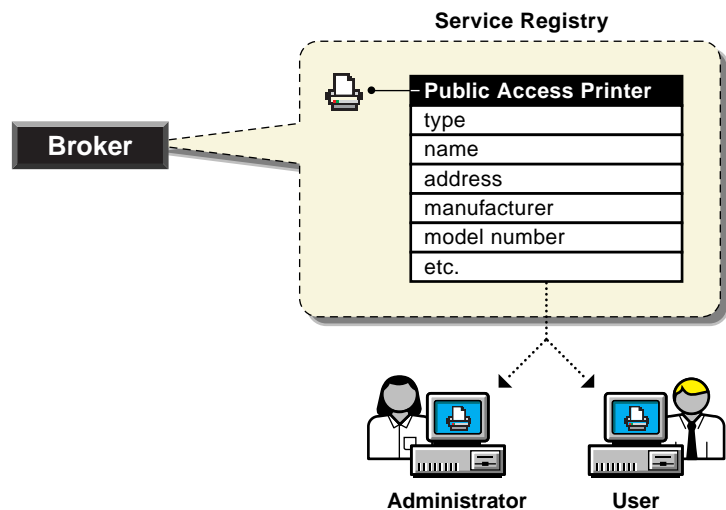 Service Registry
Broker
Public Access Printer
type
name
address
manufacturer
model number
etc.
Administrator
User